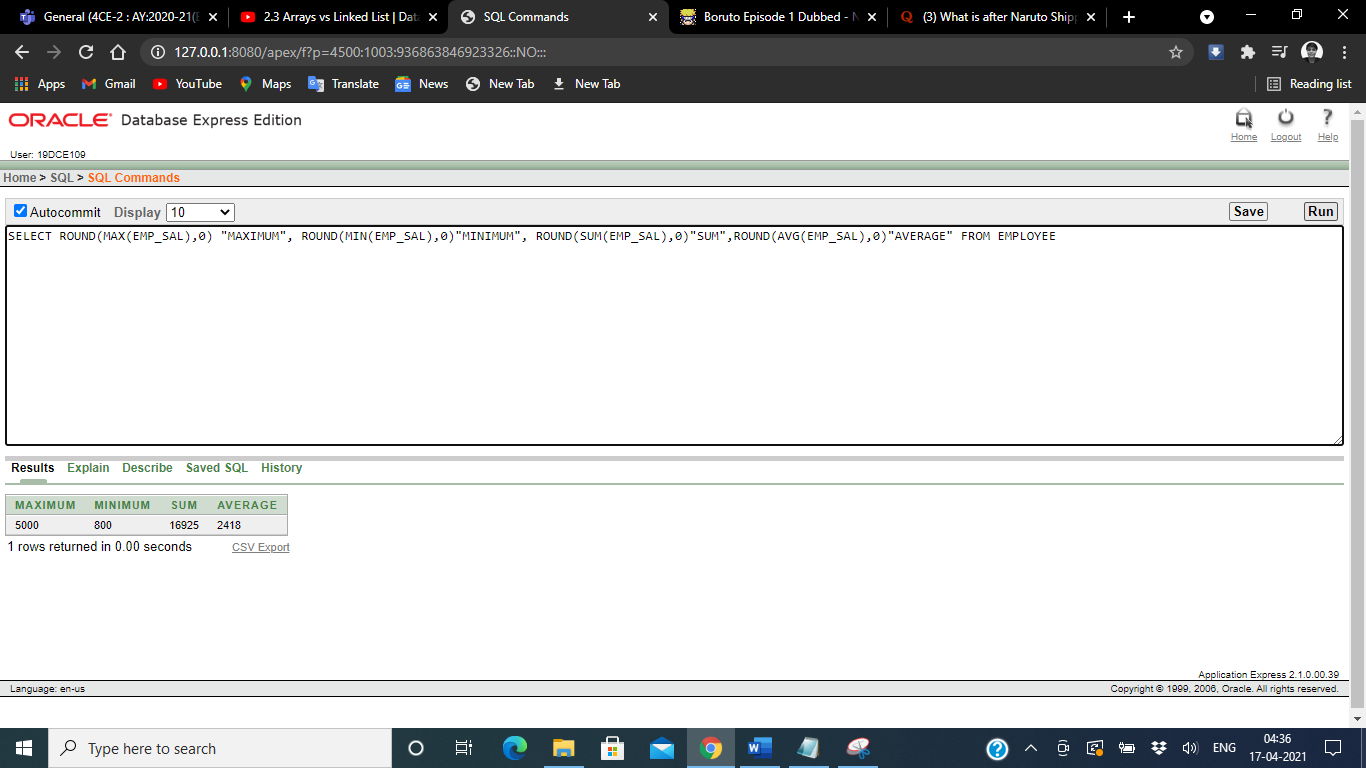 General (4CE-2 : AY:2020-21(E
2.3 Arrays vs Linked List | Dat
SQL Commands
Boruto Episode 1 Dubbed - N
(3) What is after Naruto Ship
127.0.0.1:8080/apex/f?p=4500:1003:936863846923326::NO:::
Apps Gmail YouTube Maps Translate News New Tab New Tab Reading list
ORACLE Database Express Edition
Home Logout Help
User: 19DCE109
Home > SQL > SQL Commands
Autocommit Display 10 Save Run
SELECT ROUND(MAX(EMP_SAL),0) "MAXIMUM", ROUND(MIN(EMP_SAL),0)"MINIMUM", ROUND(SUM(EMP_SAL),0)"SUM",ROUND(AVG(EMP_SAL),0)"AVERAGE" FROM EMPLOYEE
Results Explain Describe Saved SQL History
MAXIMUM MINIMUM SUM AVERAGE
5000 800 16925 2418
1 rows returned in 0.00 seconds CSV Export
Application Express 2.1.0.00.39
Language: en-us Copyright © 1999, 2006, Oracle. All rights reserved.
Type here to search
ENG
04:36
17-04-2021